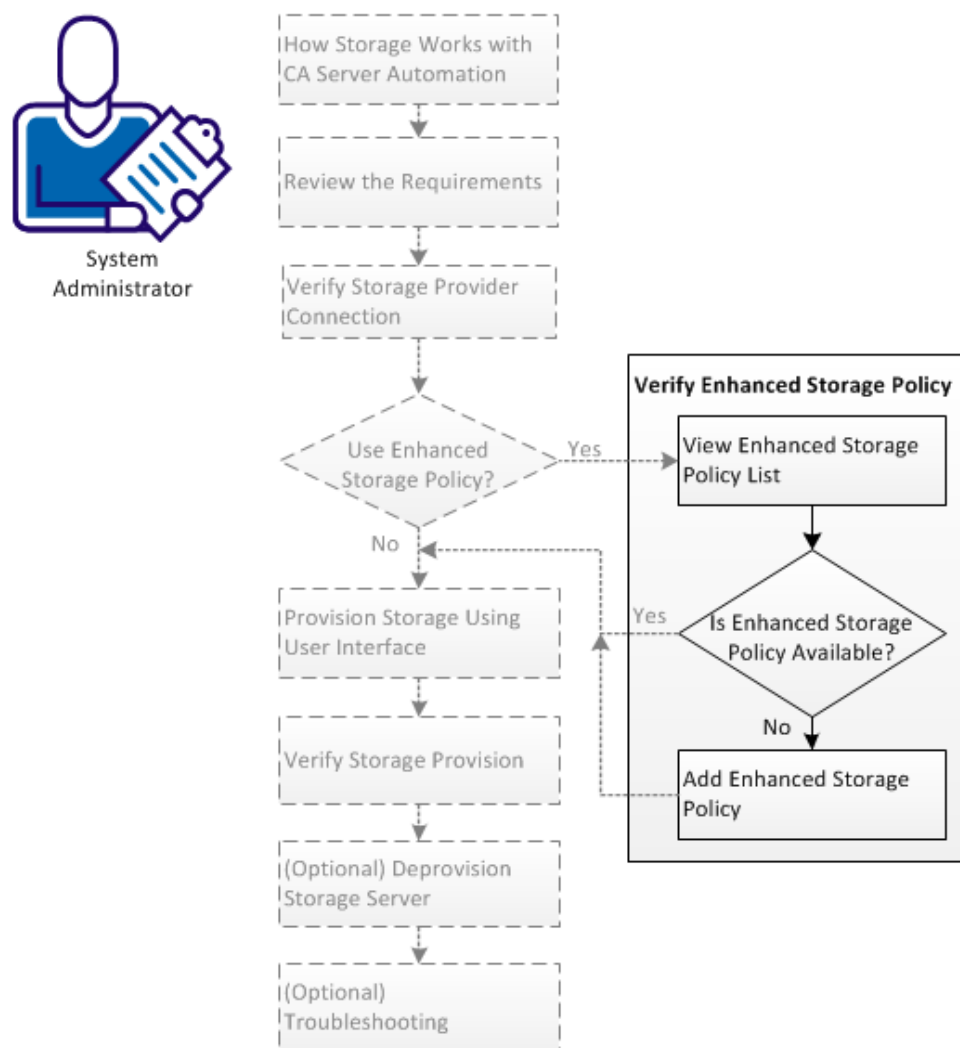 How Storage Works with
CA Server Automation
Review the Requirements
System
Administrator
Verify Storage Provider
Connection
Verify Enhanced Storage Policy
Use Enhanced
Storage Policy?
Yes
View Enhanced Storage
Policy List
No
Provision Storage Using
User Interface
Yes
Is Enhanced Storage
Policy Available?
No
Verify Storage Provision
Add Enhanced Storage
Policy
(Optional) Deprovision
Storage Server
(Optional)
Troubleshooting